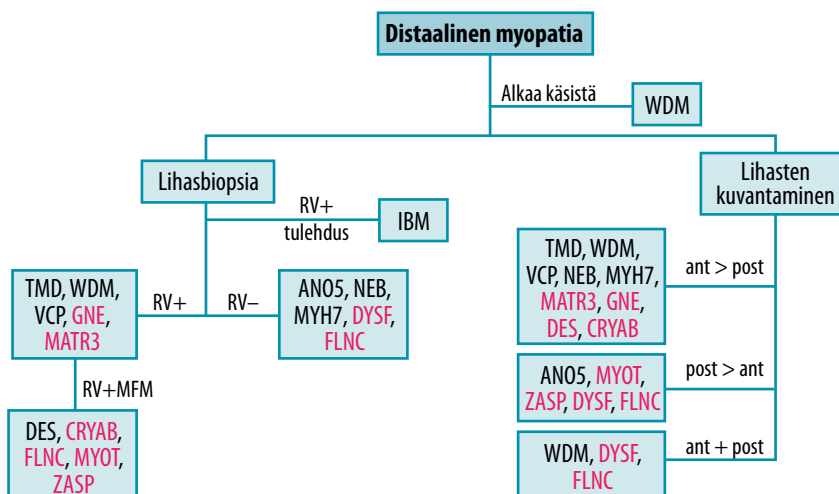 Distaalinen myopatia
Alkaa käsistä
WDM
Lihasbiopsia
RV+
tulehdus
IBM
TMD, WDM,
VCP, GNE,
MATR3
RV+
RV–
ANO5, NEB,
MYH7, DYSF,
FLNC
RV+MFM
DES, CRYAB,
FLNC, MYOT,
ZASP
Lihasten
kuvantaminen
TMD, WDM,
VCP, NEB, MYH7,
MATR3, GNE,
DES, CRYAB
ant > post
ANO5, MYOT,
ZASP, DYSF, FLNC
post > ant
WDM, DYSF,
FLNC
ant + post